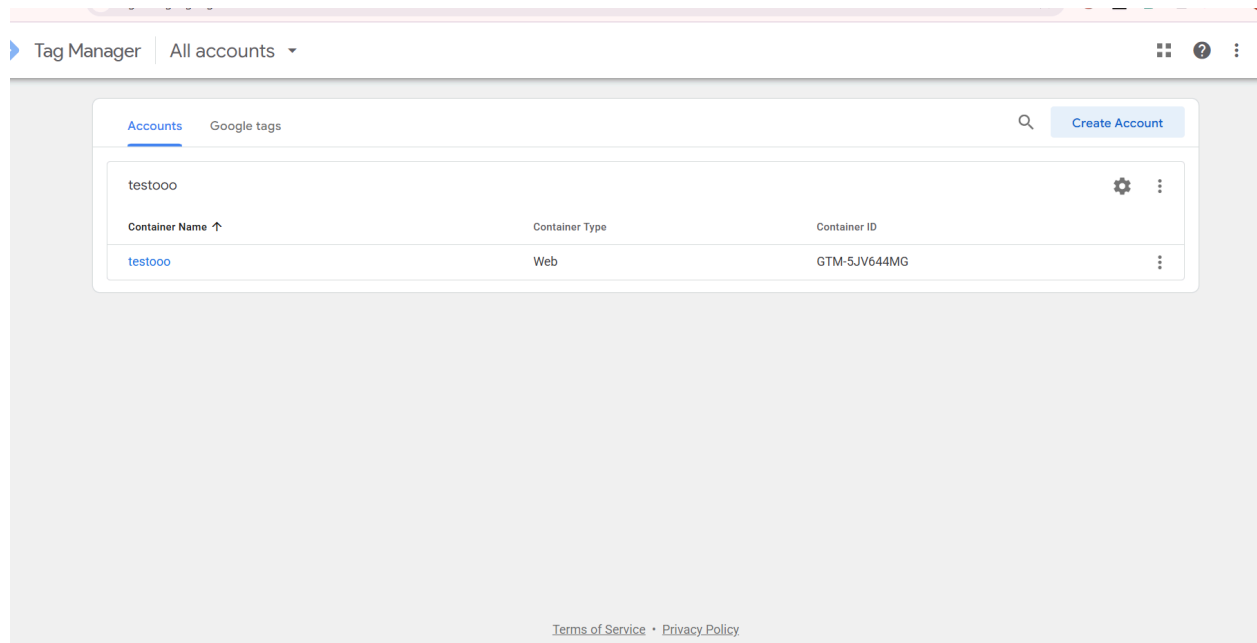 Tag Manager All accounts
Accounts Google tags Create Account
testooo
Container Name Container Type Container ID
testooo Web GTM-5JV644MG
Terms of Service • Privacy Policy